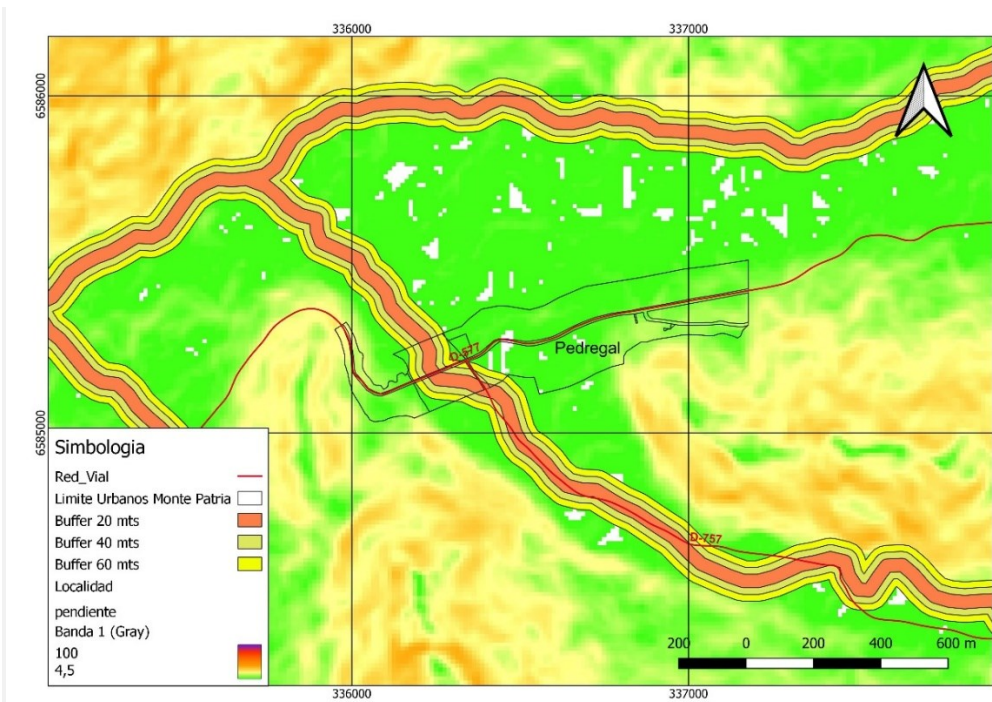 336000
337000
6586000
6585000
D-577
Pedregal
D-757
Simbologia
Red_Vial
Limite Urbanos Monte Patria
Buffer 20 mts
Buffer 40 mts
Buffer 60 mts
Localidad
pendiente
Banda 1 (Gray)
100
4,5
200 0 200 400 600 m
336000
337000